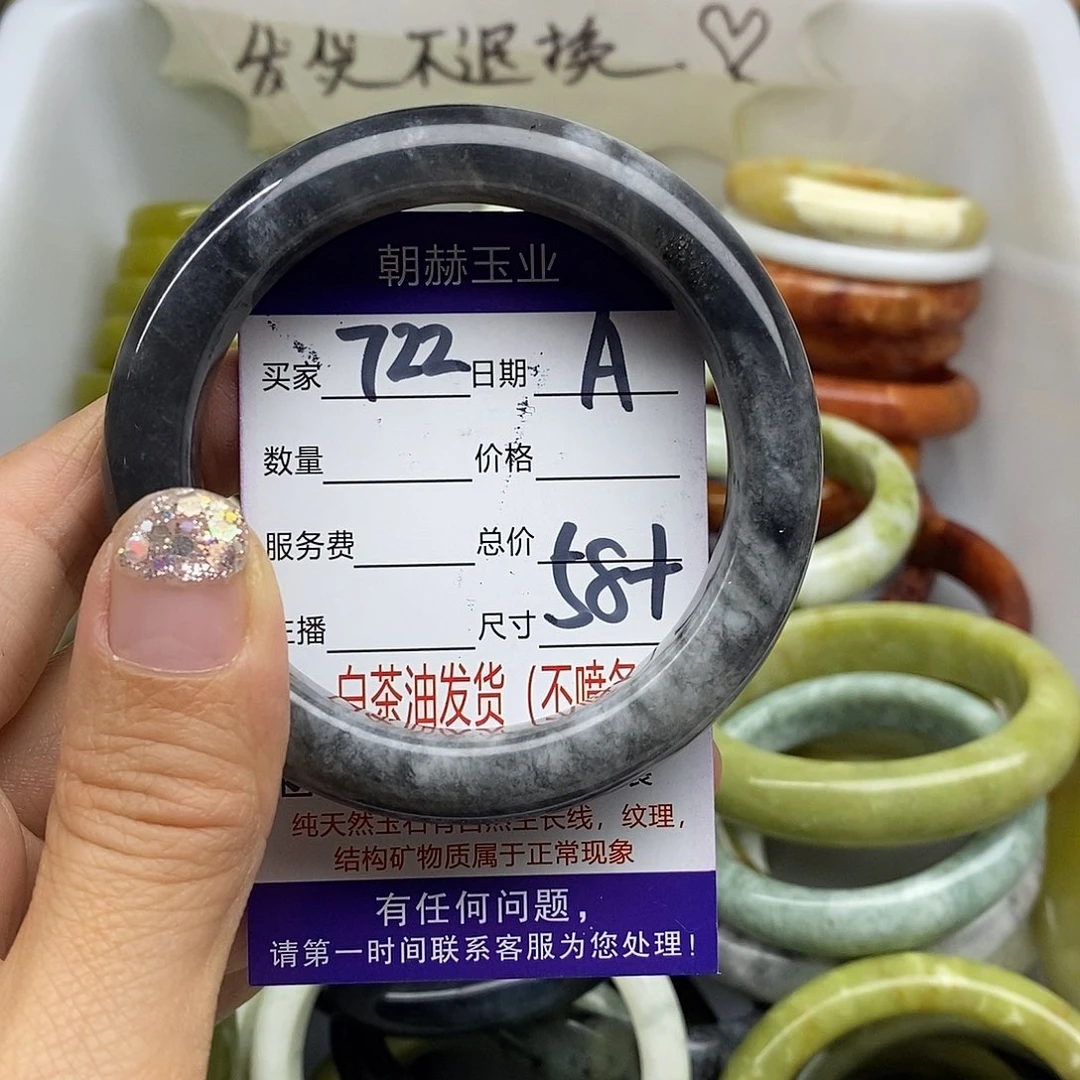 不退换
朝赫玉业
买家 722 日期 A
数量 价格
服务费 总价
播 尺寸 58+
白茶油发货（不喷
纯天然玉石有自然生长线，纹理，
结构矿物质属于正常现象
有任何问题，
请第一时间联系客服为您处理！